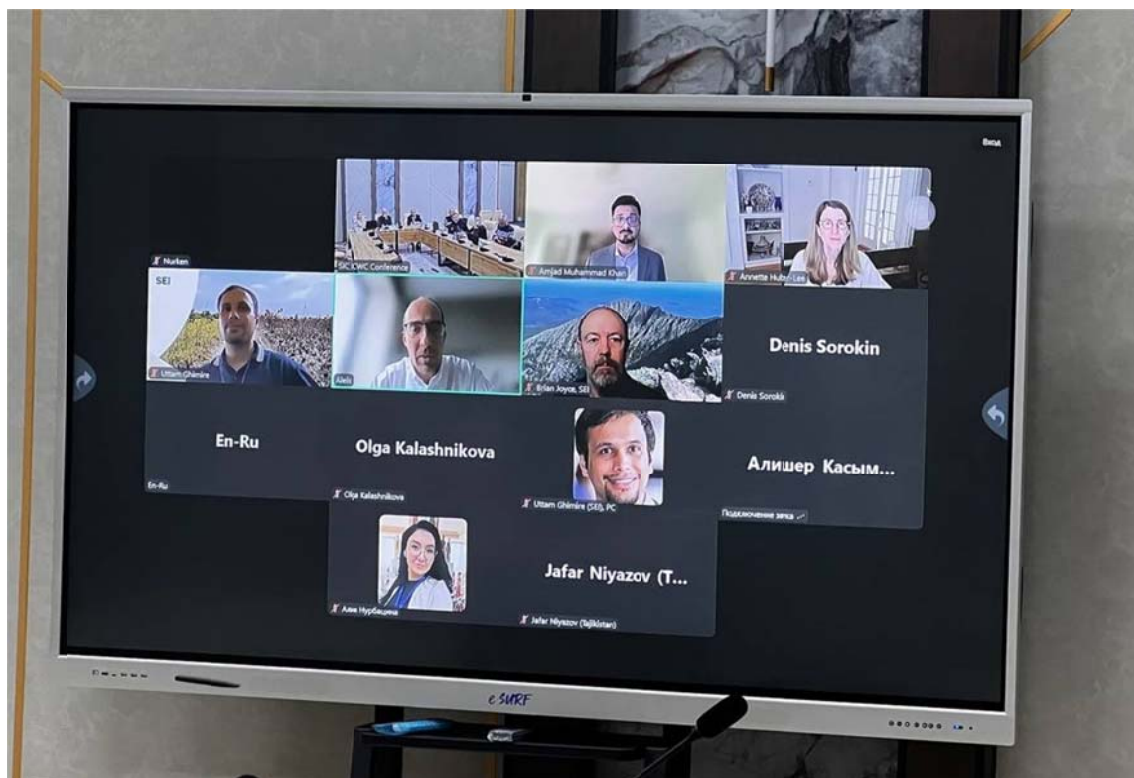 Вход
Nurken
SIC ICWC Conference
Amjad Muhammad Khan
Annette Huber-Lee
SEI
Uttam Ghimire
Brian Joyce, SEI
Denis Sorokin
Denis Sorokin
En-Ru
En-Ru
Olga Kalashnikova
Olga Kalashnikova
Uttam Ghimire (SEI), PC
Алишер Касым...
Подключение звука
Jafar Niyazov (T...
Jafar Niyazov (Tajikistan)
e SURF